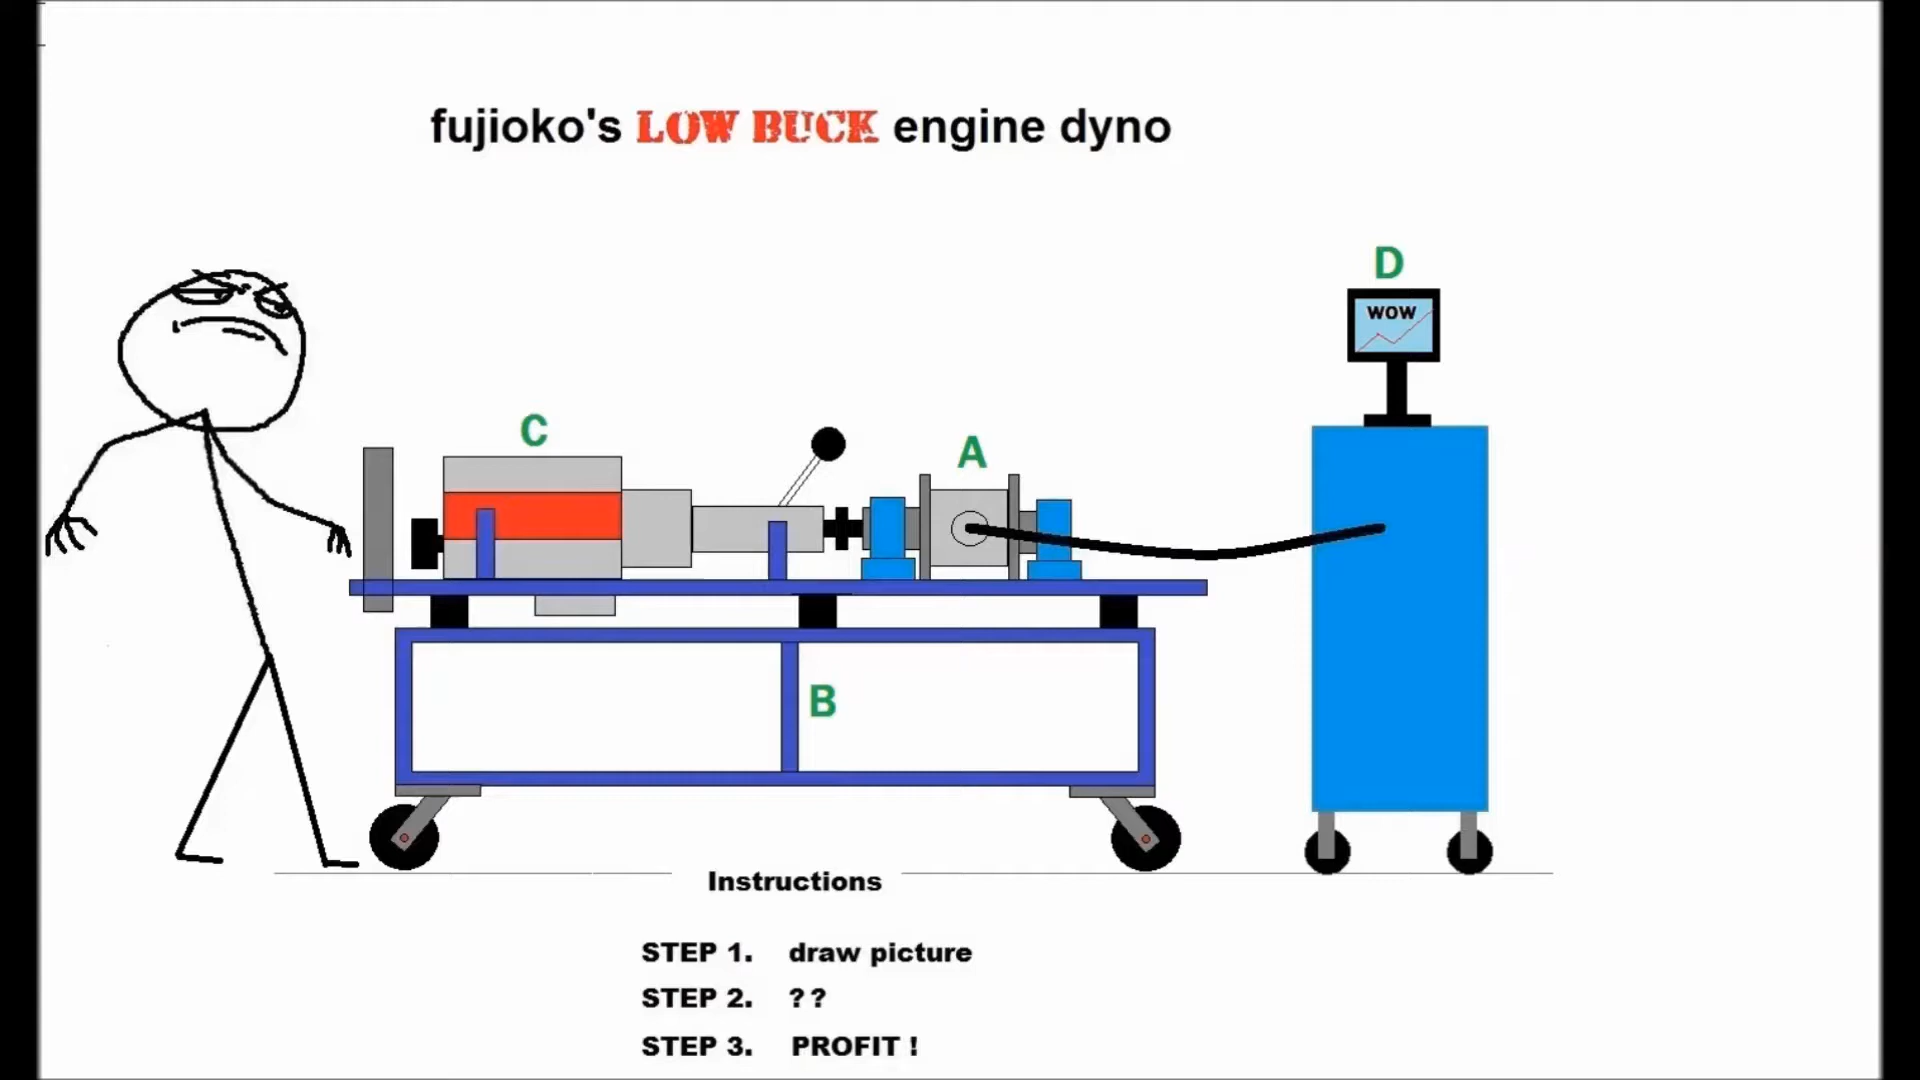 fujioko's LOW BUCK engine dyno
D
WOW
C
A
B
Instructions
STEP 1. draw picture
STEP 2. ??
STEP 3. PROFIT !